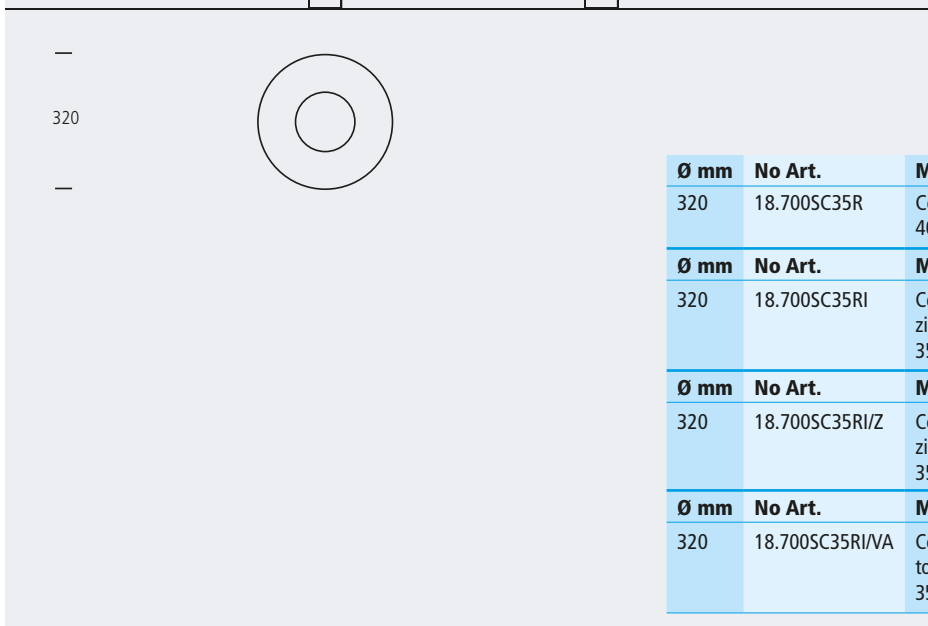 320
Ø mm No Art.
320 18.700SC35R
Ø mm No Art.
320 18.700SC35RI
Ø mm No Art.
320 18.700SC35RI/Z
Ø mm No Art.
320 18.700SC35RI/VA